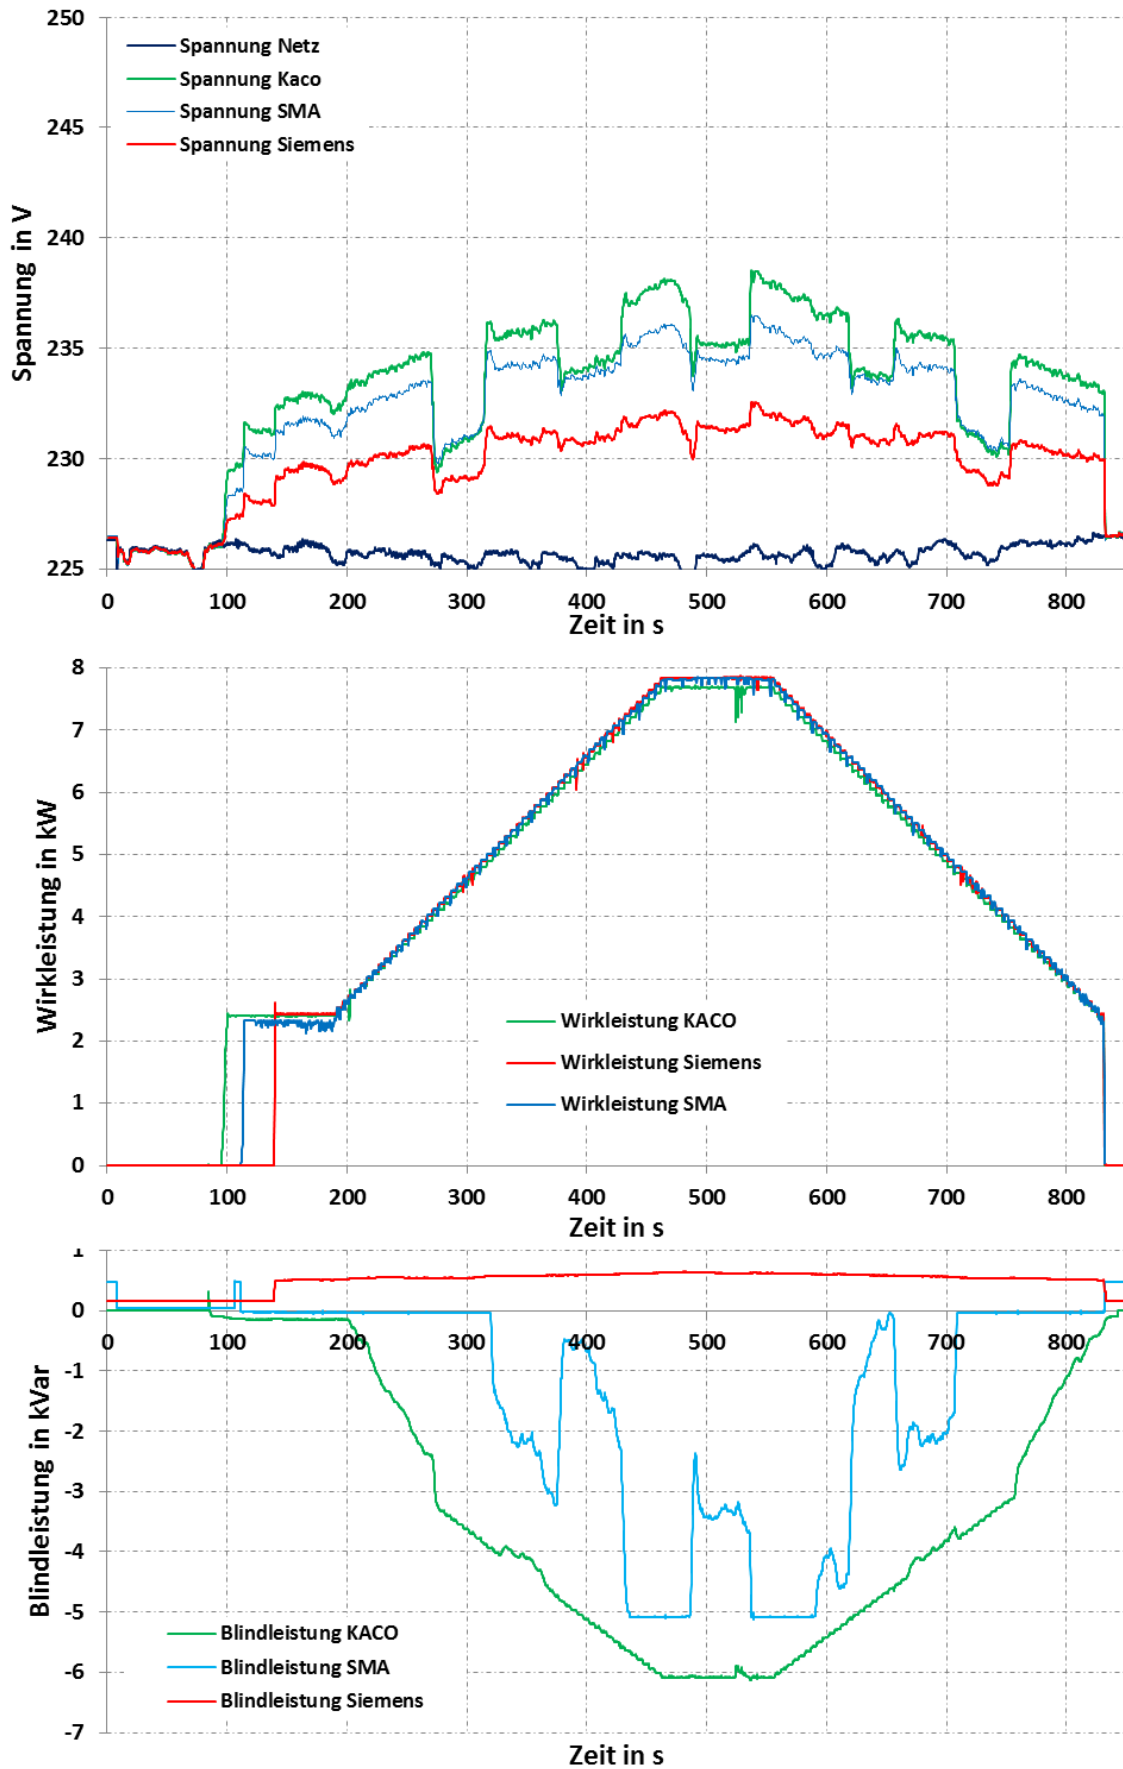 250
245
240
235
230
225
Spannung in V
Spannung Netz
Spannung Kaco
Spannung SMA
Spannung Siemens
0 100 200 300 400 500 600 700 800
Zeit in s
8
7
6
5
4
3
2
1
0
Wirkleistung in kW
Wirkleistung KACO
Wirkleistung Siemens
Wirkleistung SMA
0 100 200 300 400 500 600 700 800
Zeit in s
1
0
-1
-2
-3
-4
-5
-6
-7
Blindleistung in kVar
0 100 200 300 400 500 600 700 800
Blindleistung KACO
Blindleistung SMA
Blindleistung Siemens
Zeit in s